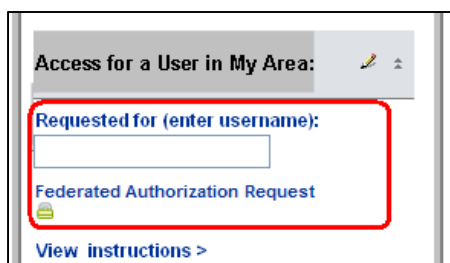 Access for a User in My Area:
Requested for (enter username):
Federated Authorization Request
View instructions >